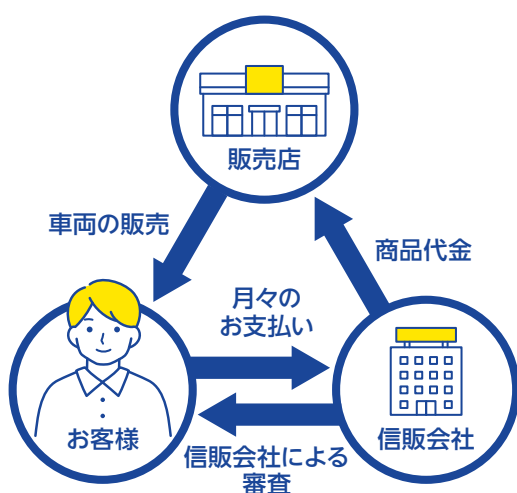 販売店
車両の販売
商品代金
月々の
お支払い
お客様
信販会社
信販会社による
審査